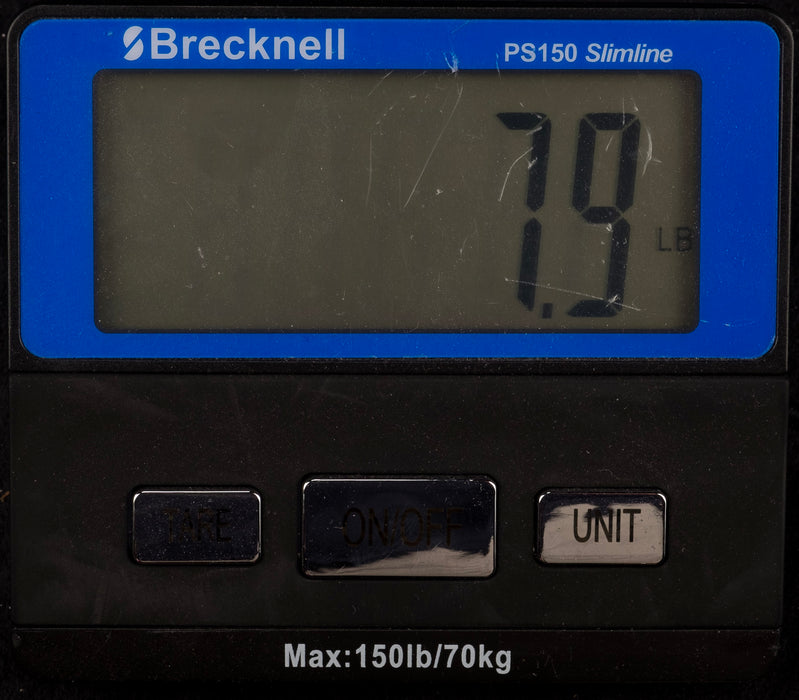 Brecknell
PS150 Slimline
7.9
LB
TARE
ON/OFF
UNIT
Max:150lb/70kg